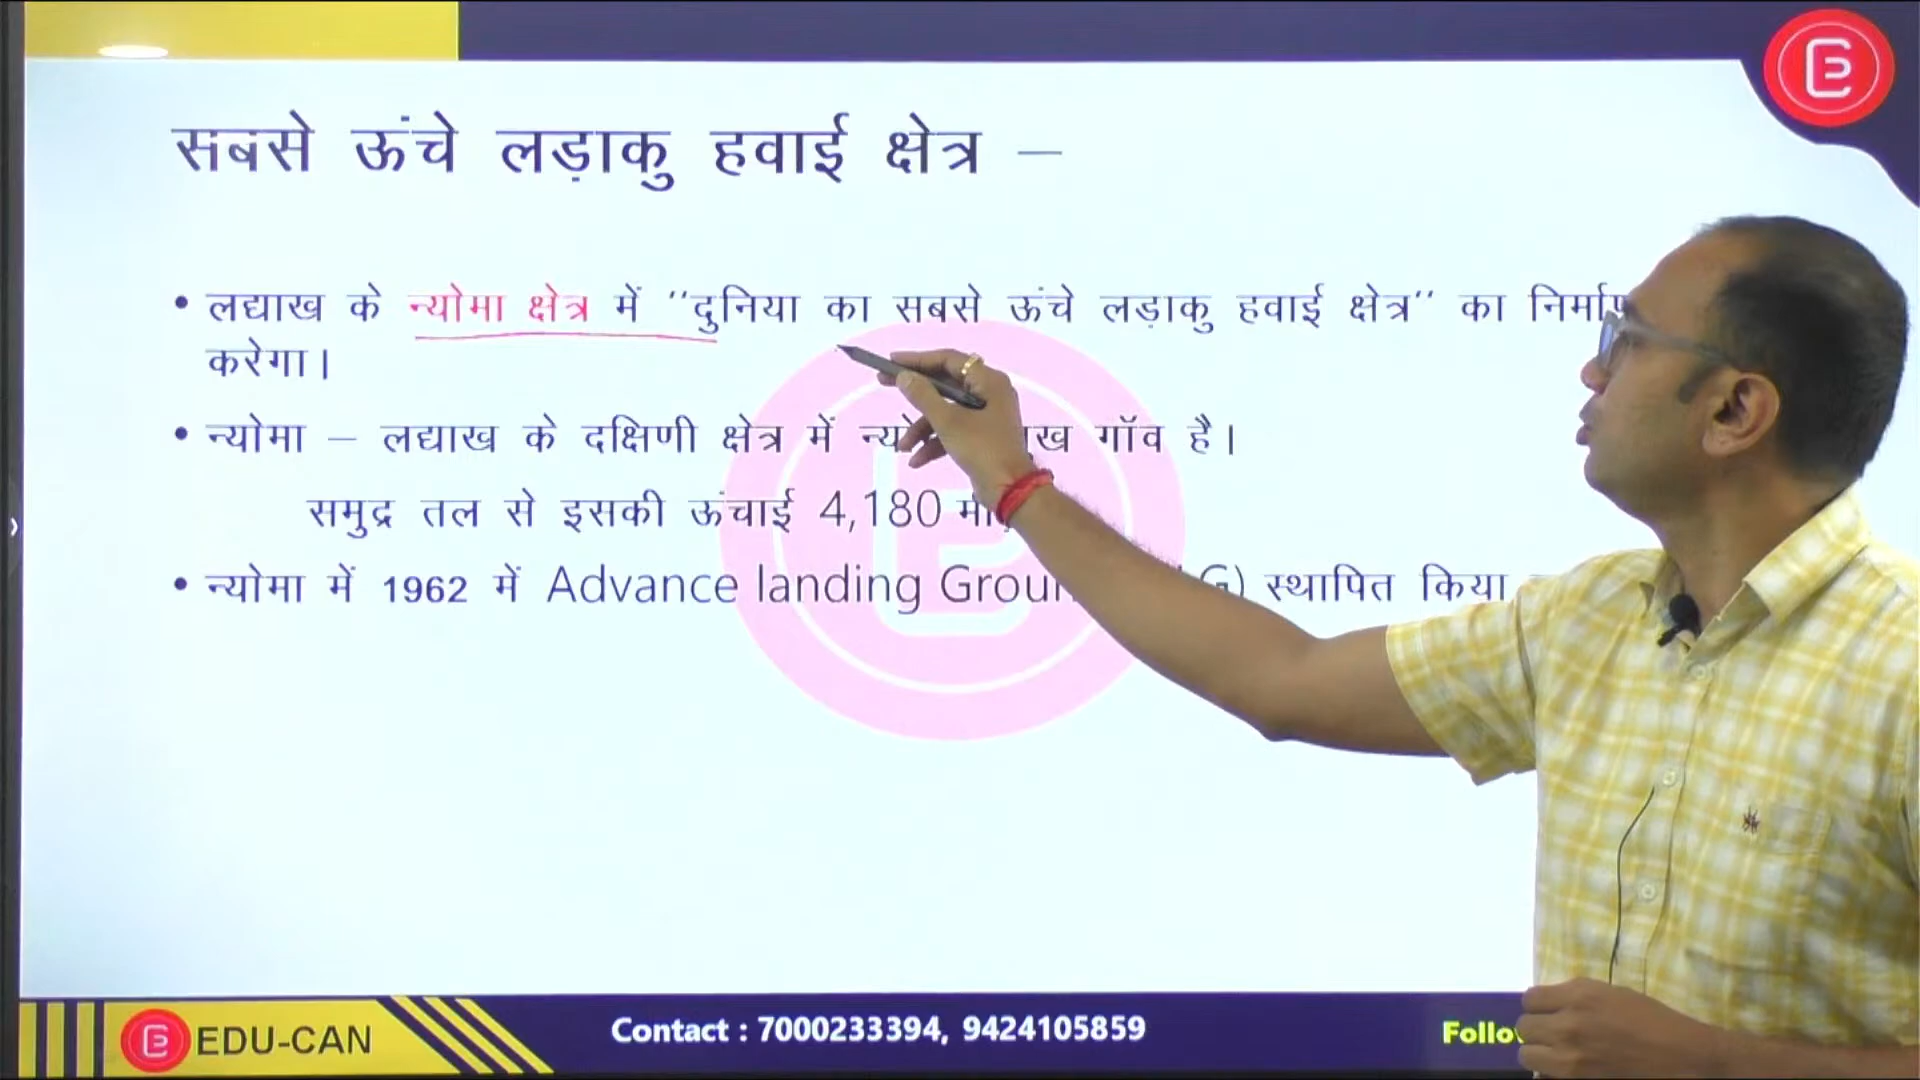 सबसे ऊंचे लड़ाकु हवाई क्षेत्र –
• लद्याख के न्योमा क्षेत्र में ''दुनिया का सबसे ऊंचे लड़ाकु हवाई क्षेत्र'' का
करेगा।
• न्योमा – लद्याख के दक्षिणी क्षेत्र में गॉव है।
समुद्र तल से इसकी ऊंचाई 4,180
• न्योमा में 1962 में Advance landing स्थापित किया
EDU-CAN
Contact : 7000233394, 9424105859